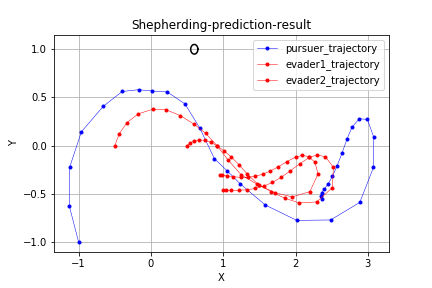 Shepherding-prediction-result
pursuer_trajectory
evader1_trajectory
evader2_trajectory
1.0
0.5
0.0
−0.5
−1.0
Y
−1 0 1 2 3
X